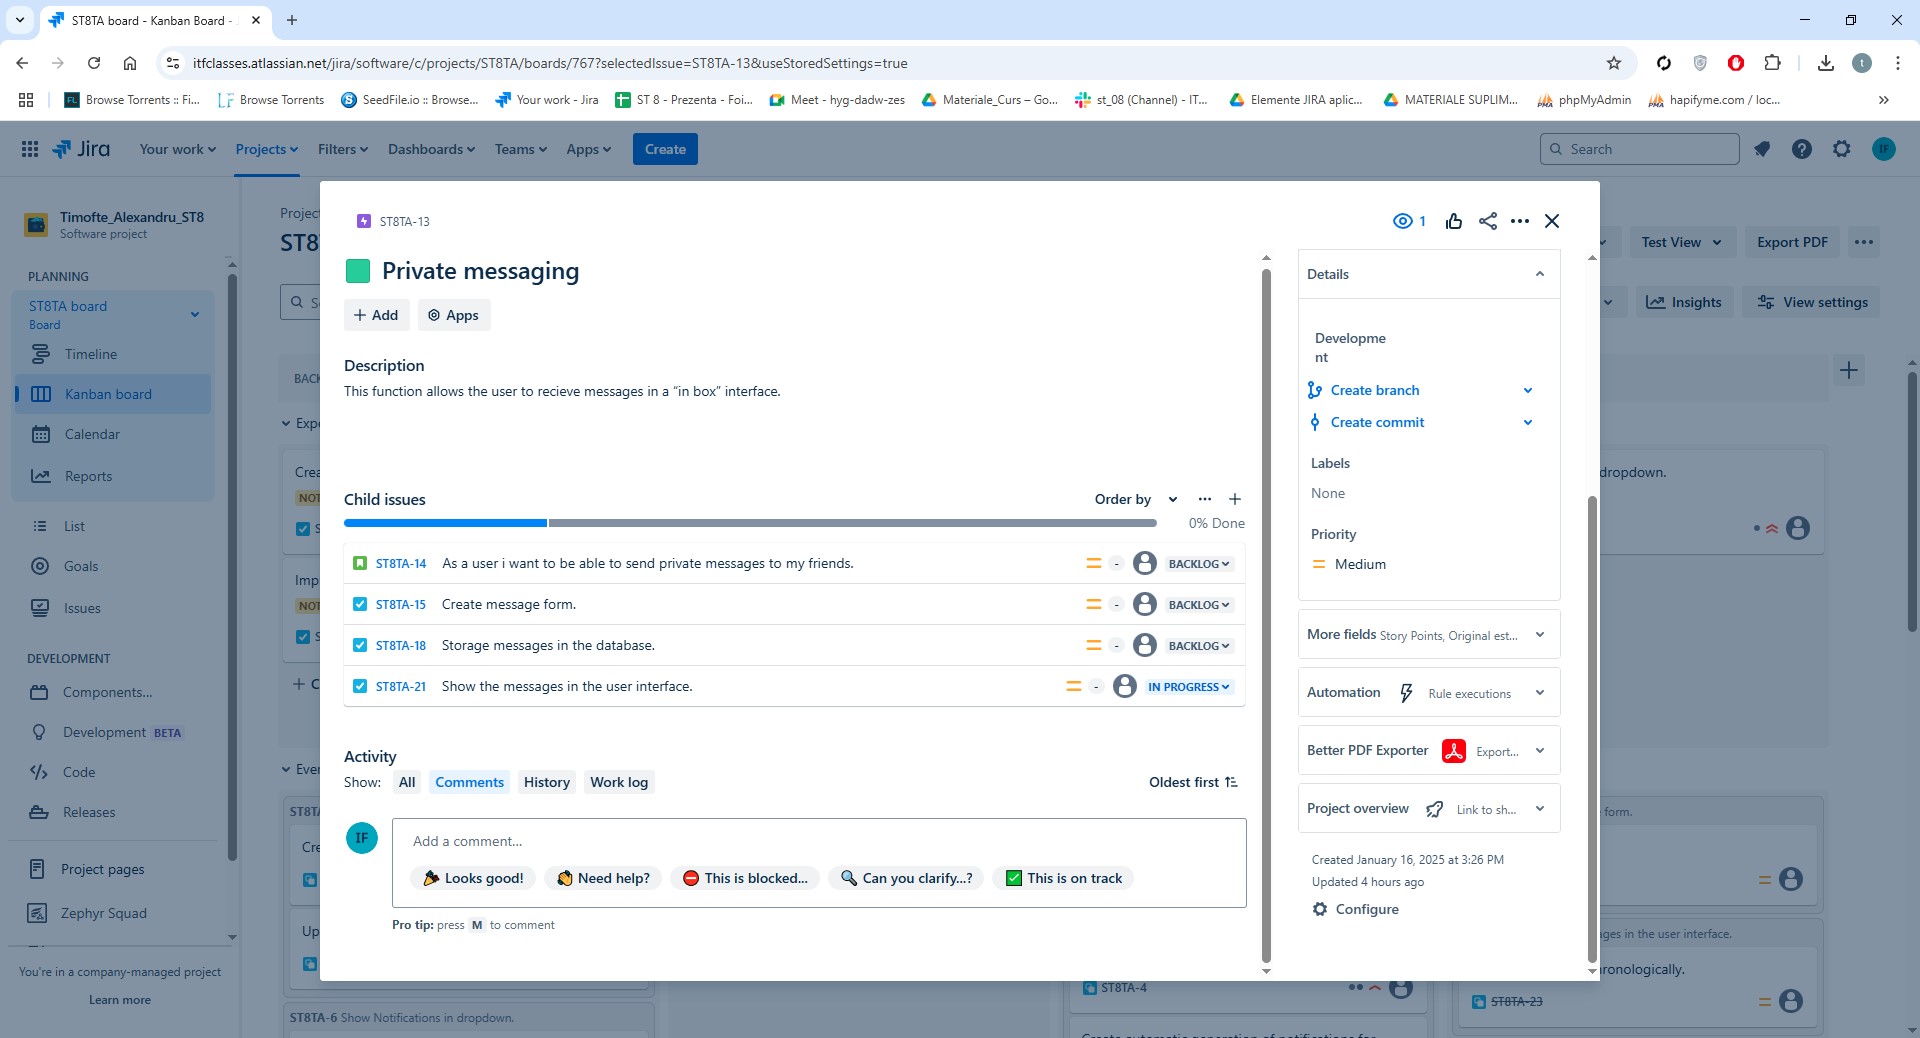 ST8TA board - Kanban Board -
itfclasses.atlassian.net/jira/software/c/projects/ST8TA/boards/767?selectedIssue=ST8TA-13&useStoredSettings=true
t
Browse Torrents :: Fi...
Browse Torrents
SeedFile.io :: Browse...
Your work - Jira
ST 8 - Prezenta - Foi...
Meet - hyg-dadw-zes
Materiale_Curs – Go...
st_08 (Channel) - IT...
Elemente JIRA aplic...
MATERIALE SUPLIM...
phpMyAdmin
hapifyme.com / loc...
Jira
Your work
Projects
Filters
Dashboards
Teams
Apps
Create
Search
IF
Timofte_Alexandru_ST8
Software project
PLANNING
ST8TA board
Board
Timeline
Kanban board
Calendar
Reports
List
Goals
Issues
DEVELOPMENT
Components...
Development BETA
Code
Releases
Project pages
Zephyr Squad
You're in a company-managed project
Learn more
Test View
Export PDF
Insights
View settings
ST8TA-13
1
Private messaging
Add
Apps
Description
This function allows the user to recieve messages in a “in box” interface.
Child issues
Order by
0% Done
ST8TA-14 As a user i want to be able to send private messages to my friends. - BACKLOG
ST8TA-15 Create message form. - BACKLOG
ST8TA-18 Storage messages in the database. - BACKLOG
ST8TA-21 Show the messages in the user interface. - IN PROGRESS
Activity
Show: All Comments History Work log
Oldest first
IF
Add a comment...
Looks good!
Need help?
This is blocked...
Can you clarify...?
This is on track
Pro tip: press M to comment
Details
Developme
nt
Create branch
Create commit
Labels
None
Priority
Medium
More fields Story Points, Original est...
Automation Rule executions
Better PDF Exporter Export...
Project overview Link to sh...
Created January 16, 2025 at 3:26 PM
Updated 4 hours ago
Configure
dropdown.
form.
ges in the user interface.
ronologically.
ST8TA-23
ST8TA-4
ST8TA-6 Show Notifications in dropdown.